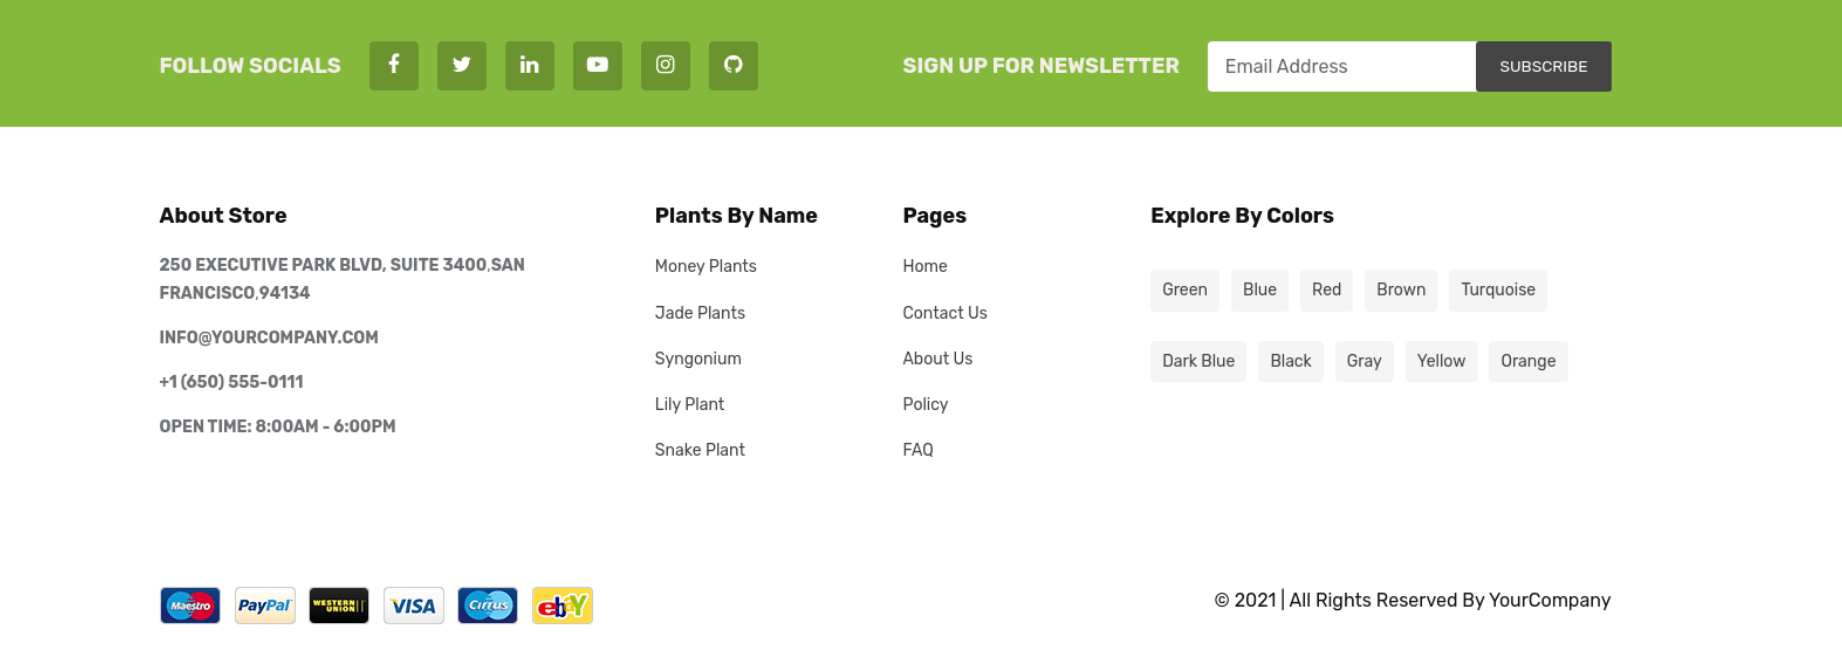 FOLLOW SOCIALS
SIGN UP FOR NEWSLETTER
Email Address
SUBSCRIBE
About Store
250 EXECUTIVE PARK BLVD, SUITE 3400,SAN
FRANCISCO,94134
INFO@YOURCOMPANY.COM
+1 (650) 555-0111
OPEN TIME: 8:00AM - 6:00PM
Plants By Name
Money Plants
Jade Plants
Syngonium
Lily Plant
Snake Plant
Pages
Home
Contact Us
About Us
Policy
FAQ
Explore By Colors
Green Blue Red Brown Turquoise
Dark Blue Black Gray Yellow Orange
Maestro
PayPal
WESTERN
UNION
VISA
Cirrus
ebaY
© 2021 | All Rights Reserved By YourCompany